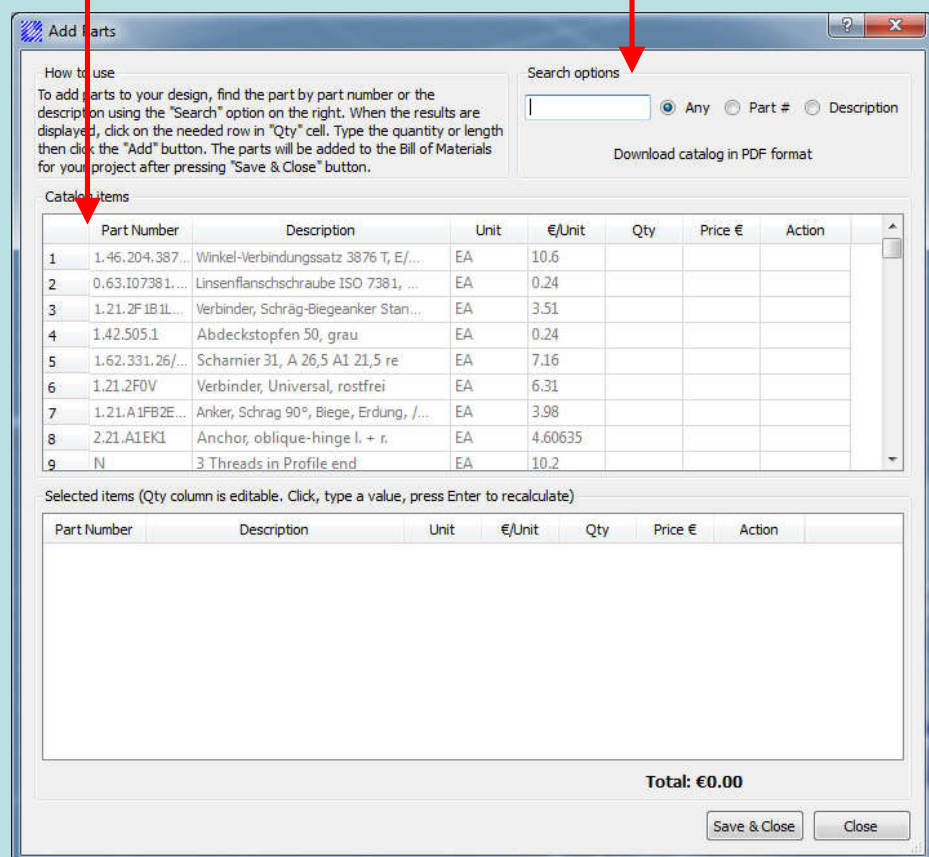 Add Parts
How to use
To add parts to your design, find the part by part number or the
description using the "Search" option on the right. When the results are
displayed, click on the needed row in "Qty" cell. Type the quantity or length
then click the "Add" button. The parts will be added to the Bill of Materials
for your project after pressing "Save & Close" button.
Search options
Any Part # Description
Download catalog in PDF format
Catalog items
Part Number Description Unit €/Unit Qty Price € Action
1 1.46.204.387... Winkel-Verbindungssatz 3876 T, E/... EA 10.6
2 0.63.I07381.... Linsenflanschschraube ISO 7381, ... EA 0.24
3 1.21.2F1B1L... Verbinder, Schräg-Biegeanker Stan... EA 3.51
4 1.42.505.1 Abdeckstopfen 50, grau EA 0.24
5 1.62.331.26/... Scharnier 31, A 26,5 A1 21,5 re EA 7.16
6 1.21.2F0V Verbinder, Universal, rostfrei EA 6.31
7 1.21.A1FB2E... Anker, Schrag 90°, Biege, Erdung, /... EA 3.98
8 2.21.A1EK1 Anchor, oblique-hinge l. + r. EA 4.60635
9 N 3 Threads in Profile end EA 10.2
Selected items (Qty column is editable. Click, type a value, press Enter to recalculate)
Part Number Description Unit €/Unit Qty Price € Action
Total: €0.00
Save & Close Close